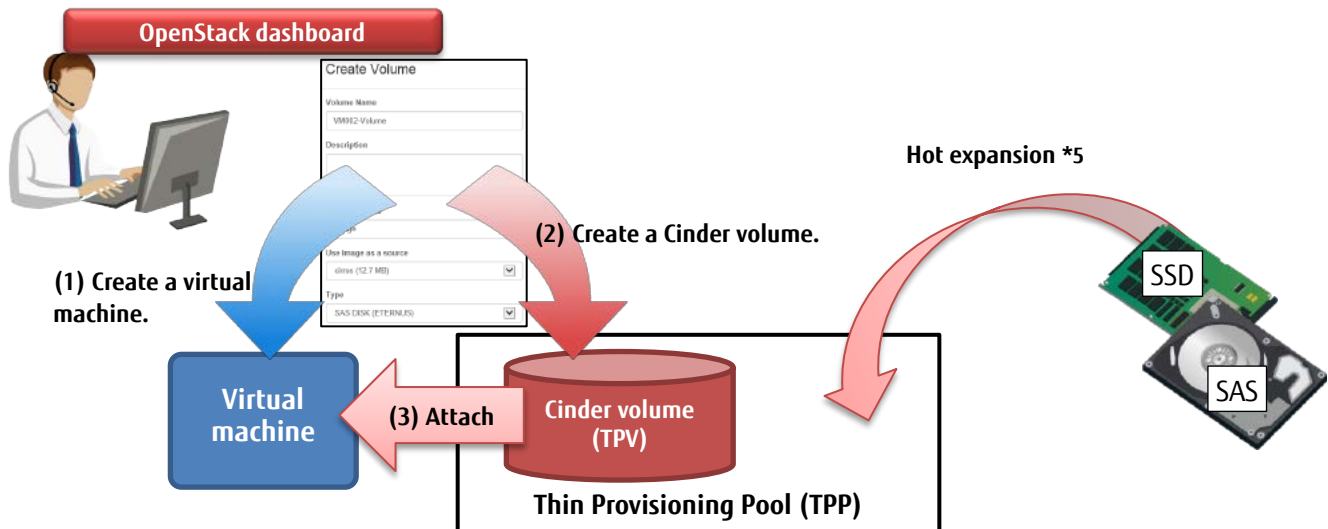 OpenStack dashboard
Create Volume
Volume Name
VM002-Volume
Description
Use image as a source
cirros (12.7 MB)
Type
SAS DISK (ETERNUS)
(1) Create a virtual
machine.
(2) Create a Cinder volume.
Hot expansion *5
SSD
SAS
Virtual
machine
(3) Attach
Cinder volume
(TPV)
Thin Provisioning Pool (TPP)